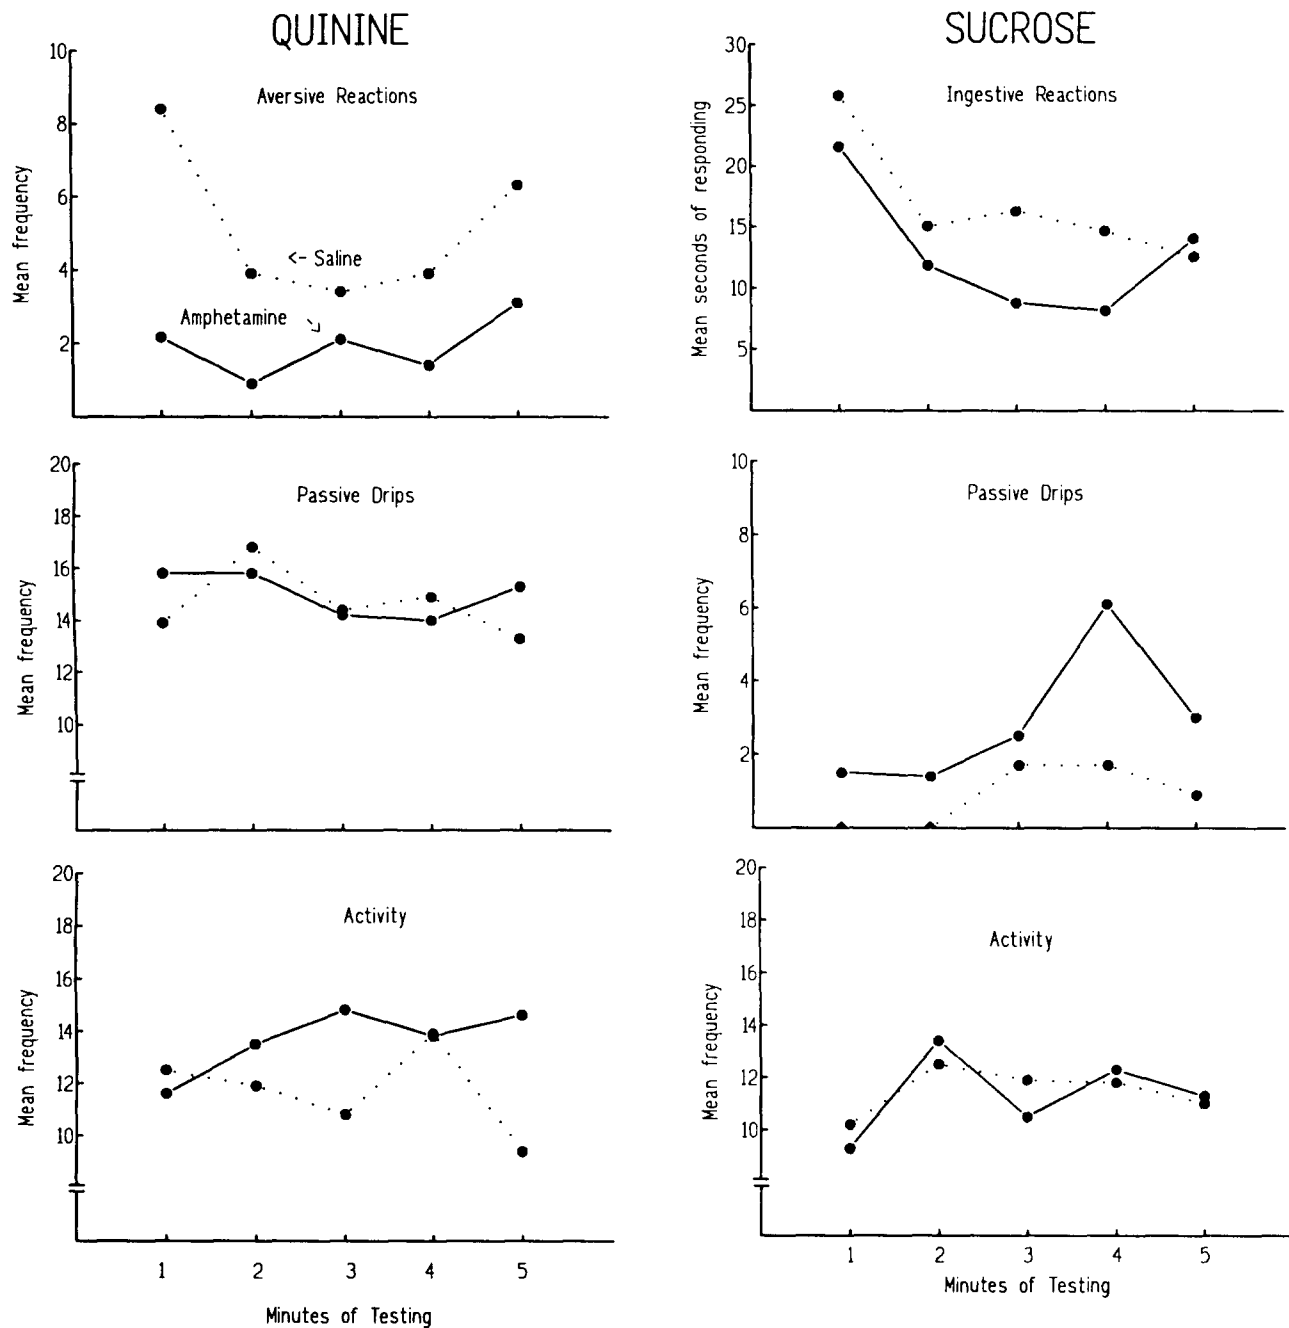 QUININE
10
8
6
4
2
Mean frequency
Aversive Reactions
<- Saline
Amphetamine
20
18
16
14
12
10
Mean frequency
Passive Drips
20
18
16
14
12
10
Mean frequency
Activity
1 2 3 4 5
Minutes of Testing
SUCROSE
30
25
20
15
10
5
Mean seconds of responding
Ingestive Reactions
10
8
6
4
2
Mean frequency
Passive Drips
20
18
16
14
12
10
Mean frequency
Activity
1 2 3 4 5
Minutes of Testing